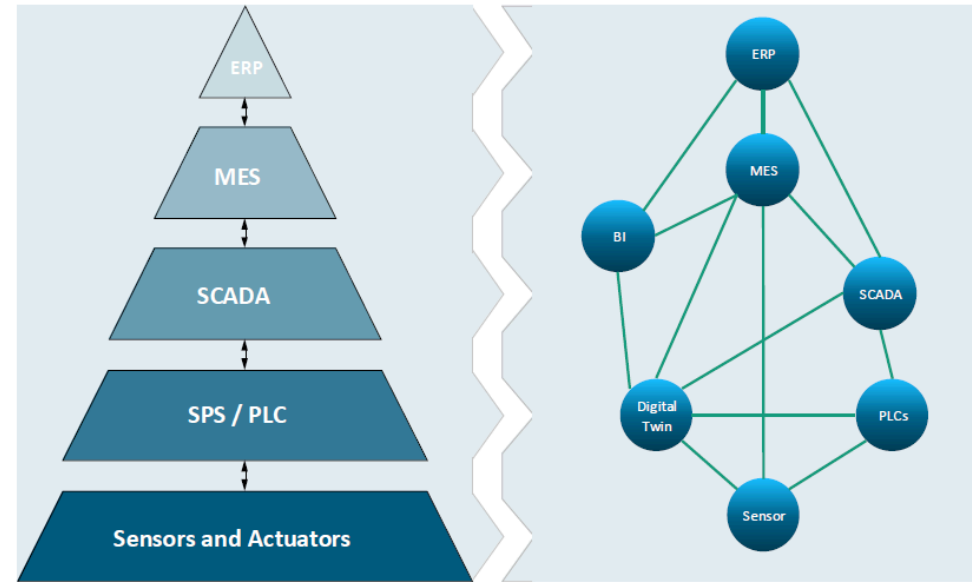 ERP
MES
SCADA
SPS / PLC
Sensors and Actuators
ERP
MES
BI
SCADA
Digital
Twin
PLCs
Sensor